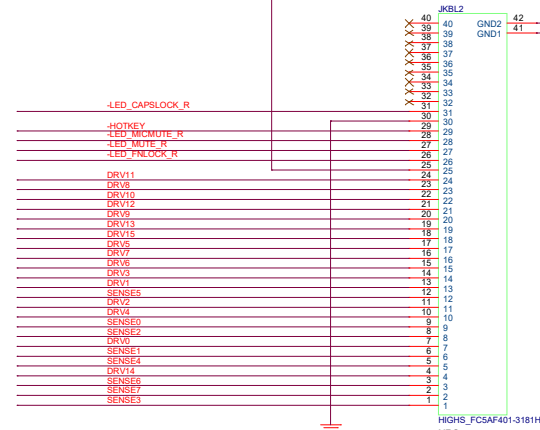 JKBL2
40 40 GND2 42
39 39 GND1 41
38 38
37 37
36 36
35 35
34 34
33 33
32 32
-LED_CAPSLOCK_R 31 31
30 30
-HOTKEY 29 29
-LED_MICMUTE_R 28 28
-LED_MUTE_R 27 27
-LED_FNLOCK_R 26 26
25 25
DRV11 24 24
DRV8 23 23
DRV10 22 22
DRV12 21 21
DRV9 20 20
DRV13 19 19
DRV15 18 18
DRV5 17 17
DRV7 16 16
DRV6 15 15
DRV3 14 14
DRV1 13 13
SENSE5 12 12
DRV2 11 11
DRV4 10 10
SENSE0 9 9
SENSE2 8 8
DRV0 7 7
SENSE1 6 6
SENSE4 5 5
DRV14 4 4
SENSE6 3 3
SENSE7 2 2
SENSE3 1 1
HIGHS_FC5AF401-3181H